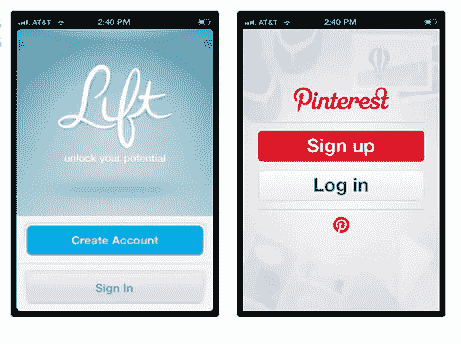 AT&T 2:40 PM
Lift
unlock your potential
Create Account
Sign In
AT&T 2:40 PM
Pinterest
Sign up
Log in